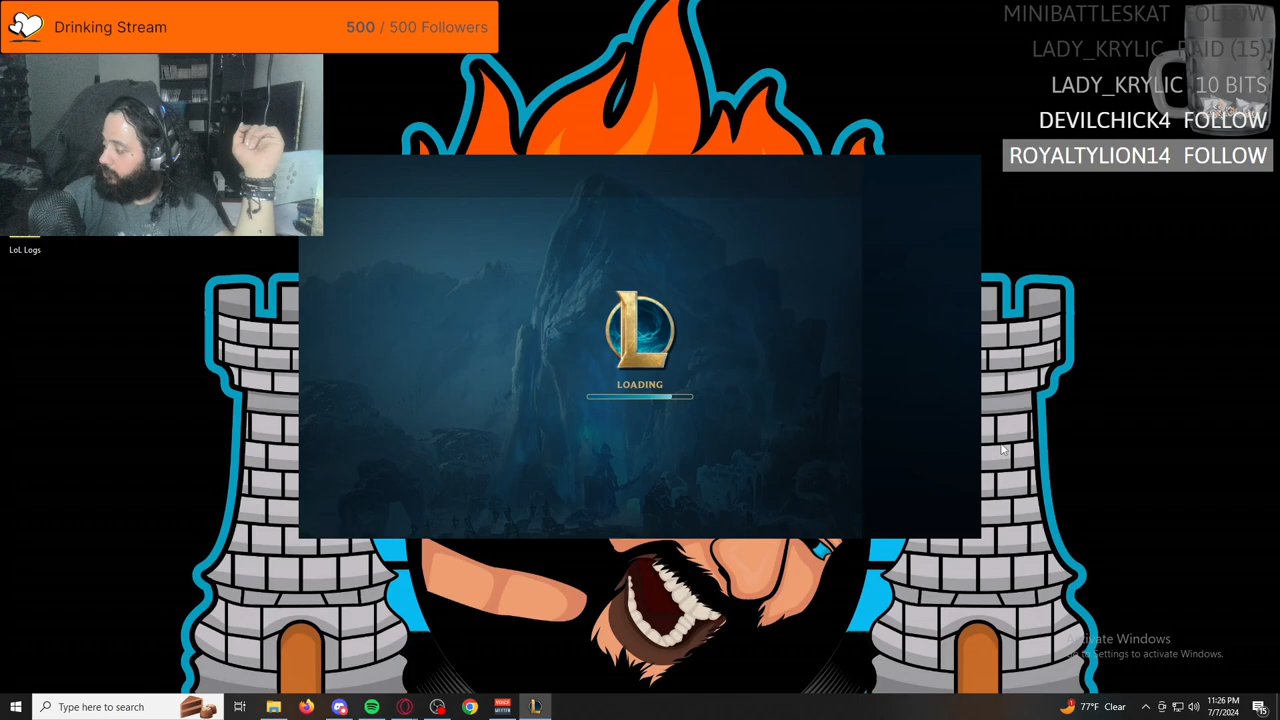 Drinking Stream 500 / 500 Followers
MINIBATTLESKAT FOLLOW
LADY_KRYLIC RAID (15)
LADY_KRYLIC 10 BITS
DEVILCHICK4 FOLLOW
ROYALTYLION14 FOLLOW
LoL Logs
LOADING
Activate Windows
Go to Settings to activate Windows.
Type here to search
77°F Clear
11:26 PM
7/7/2024
15